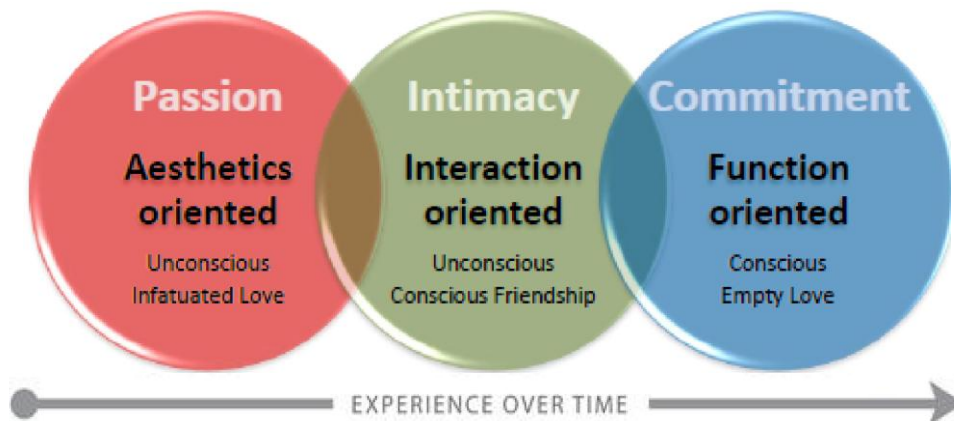 Passion
Aesthetics
oriented
Unconscious
Infatuated Love
Intimacy
Interaction
oriented
Unconscious
Conscious Friendship
Commitment
Function
oriented
Conscious
Empty Love
EXPERIENCE OVER TIME